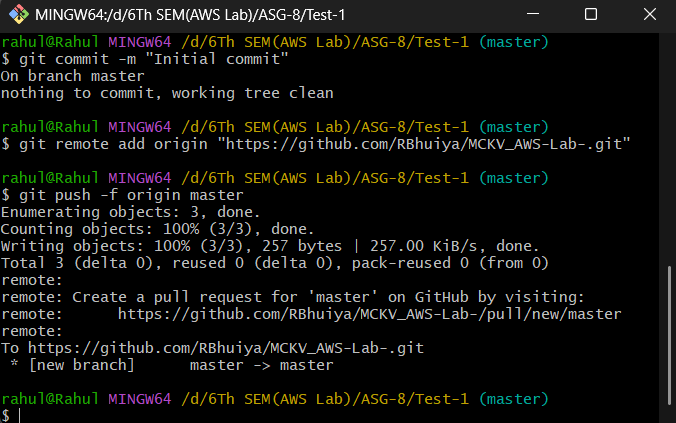 MINGW64:/d/6Th SEM(AWS Lab)/ASG-8/Test-1
rahul@Rahul MINGW64 /d/6Th SEM(AWS Lab)/ASG-8/Test-1 (master)
$ git commit -m "Initial commit"
On branch master
nothing to commit, working tree clean
rahul@Rahul MINGW64 /d/6Th SEM(AWS Lab)/ASG-8/Test-1 (master)
$ git remote add origin "https://github.com/RBhuiya/MCKV_AWS-Lab-.git"
rahul@Rahul MINGW64 /d/6Th SEM(AWS Lab)/ASG-8/Test-1 (master)
$ git push -f origin master
Enumerating objects: 3, done.
Counting objects: 100% (3/3), done.
Writing objects: 100% (3/3), 257 bytes | 257.00 KiB/s, done.
Total 3 (delta 0), reused 0 (delta 0), pack-reused 0 (from 0)
remote:
remote: Create a pull request for 'master' on GitHub by visiting:
remote:      https://github.com/RBhuiya/MCKV_AWS-Lab-/pull/new/master
remote:
To https://github.com/RBhuiya/MCKV_AWS-Lab-.git
 * [new branch]      master -> master
rahul@Rahul MINGW64 /d/6Th SEM(AWS Lab)/ASG-8/Test-1 (master)
$